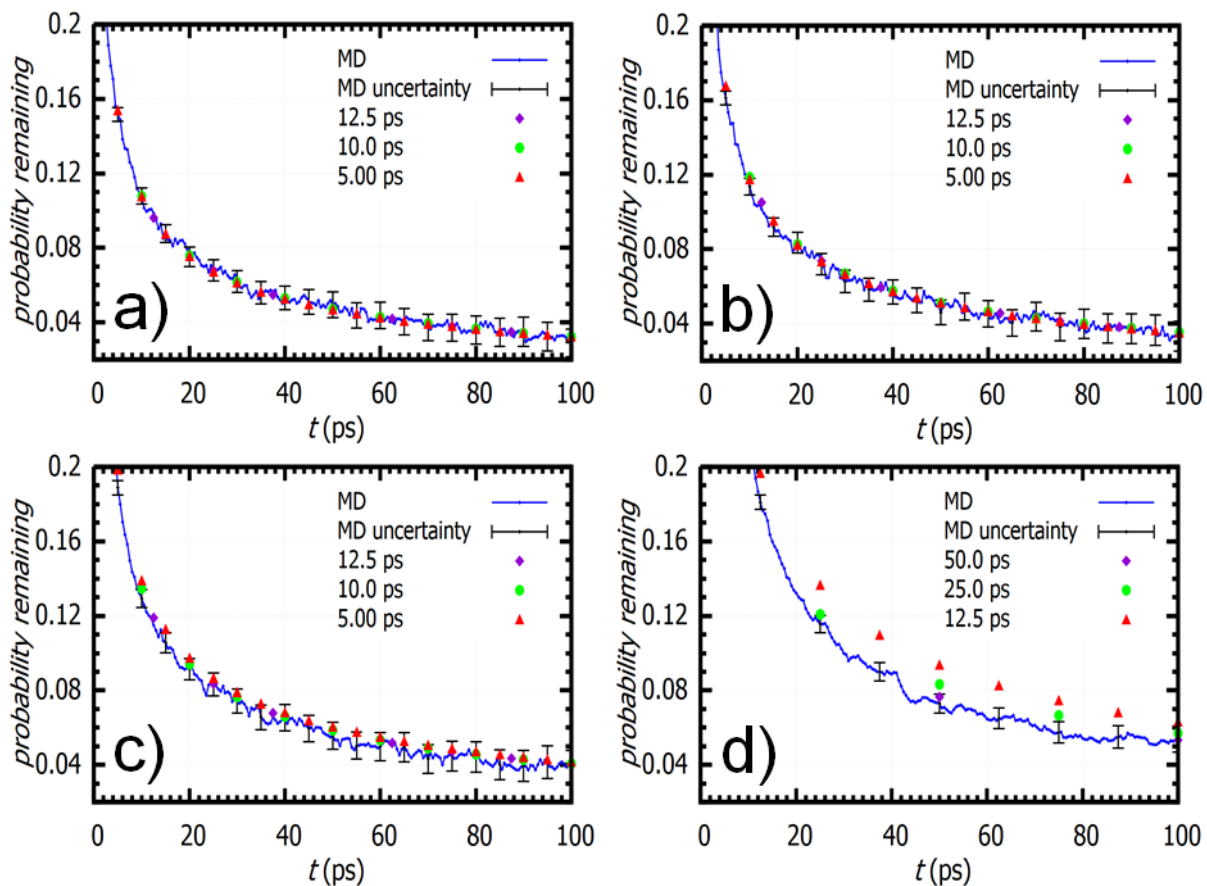 0.2
0.16
0.12
0.08
0.04
probability remaining
MD
MD uncertainty
12.5 ps
10.0 ps
5.00 ps
a)
0 20 40 60 80 100
t (ps)
0.2
0.16
0.12
0.08
0.04
probability remaining
MD
MD uncertainty
12.5 ps
10.0 ps
5.00 ps
b)
0 20 40 60 80 100
t (ps)
0.2
0.16
0.12
0.08
0.04
probability remaining
MD
MD uncertainty
12.5 ps
10.0 ps
5.00 ps
c)
0 20 40 60 80 100
t (ps)
0.2
0.16
0.12
0.08
0.04
probability remaining
MD
MD uncertainty
50.0 ps
25.0 ps
12.5 ps
d)
0 20 40 60 80 100
t (ps)